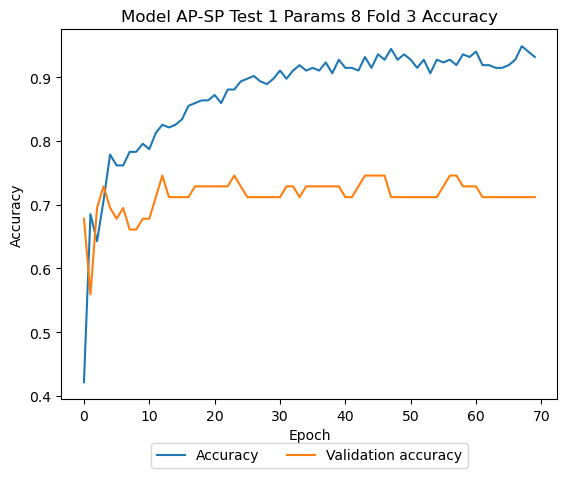 Model AP-SP Test 1 Params 8 Fold 3 Accuracy
Accuracy
0.9
0.8
0.7
0.6
0.5
0.4
0 10 20 30 40 50 60 70
Epoch
Accuracy Validation accuracy